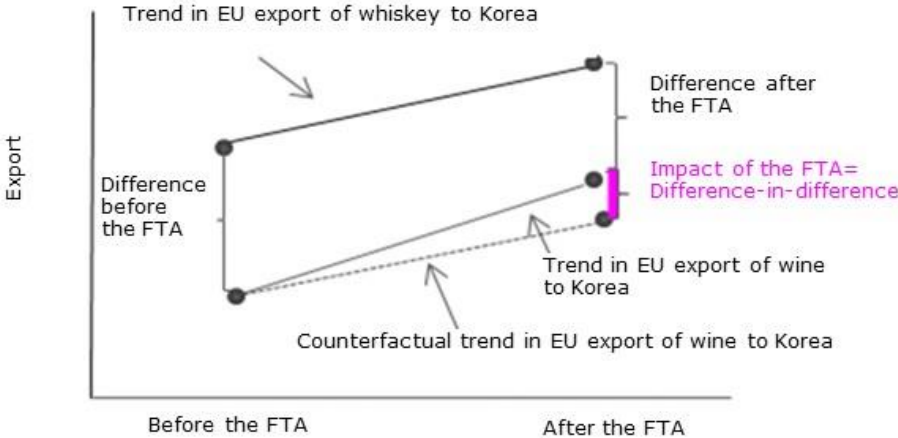 Trend in EU export of whiskey to Korea
Difference after
the FTA
Export
Impact of the FTA=
Difference-in-difference
Difference
before
the FTA
Trend in EU export of wine
to Korea
Counterfactual trend in EU export of wine to Korea
Before the FTA
After the FTA